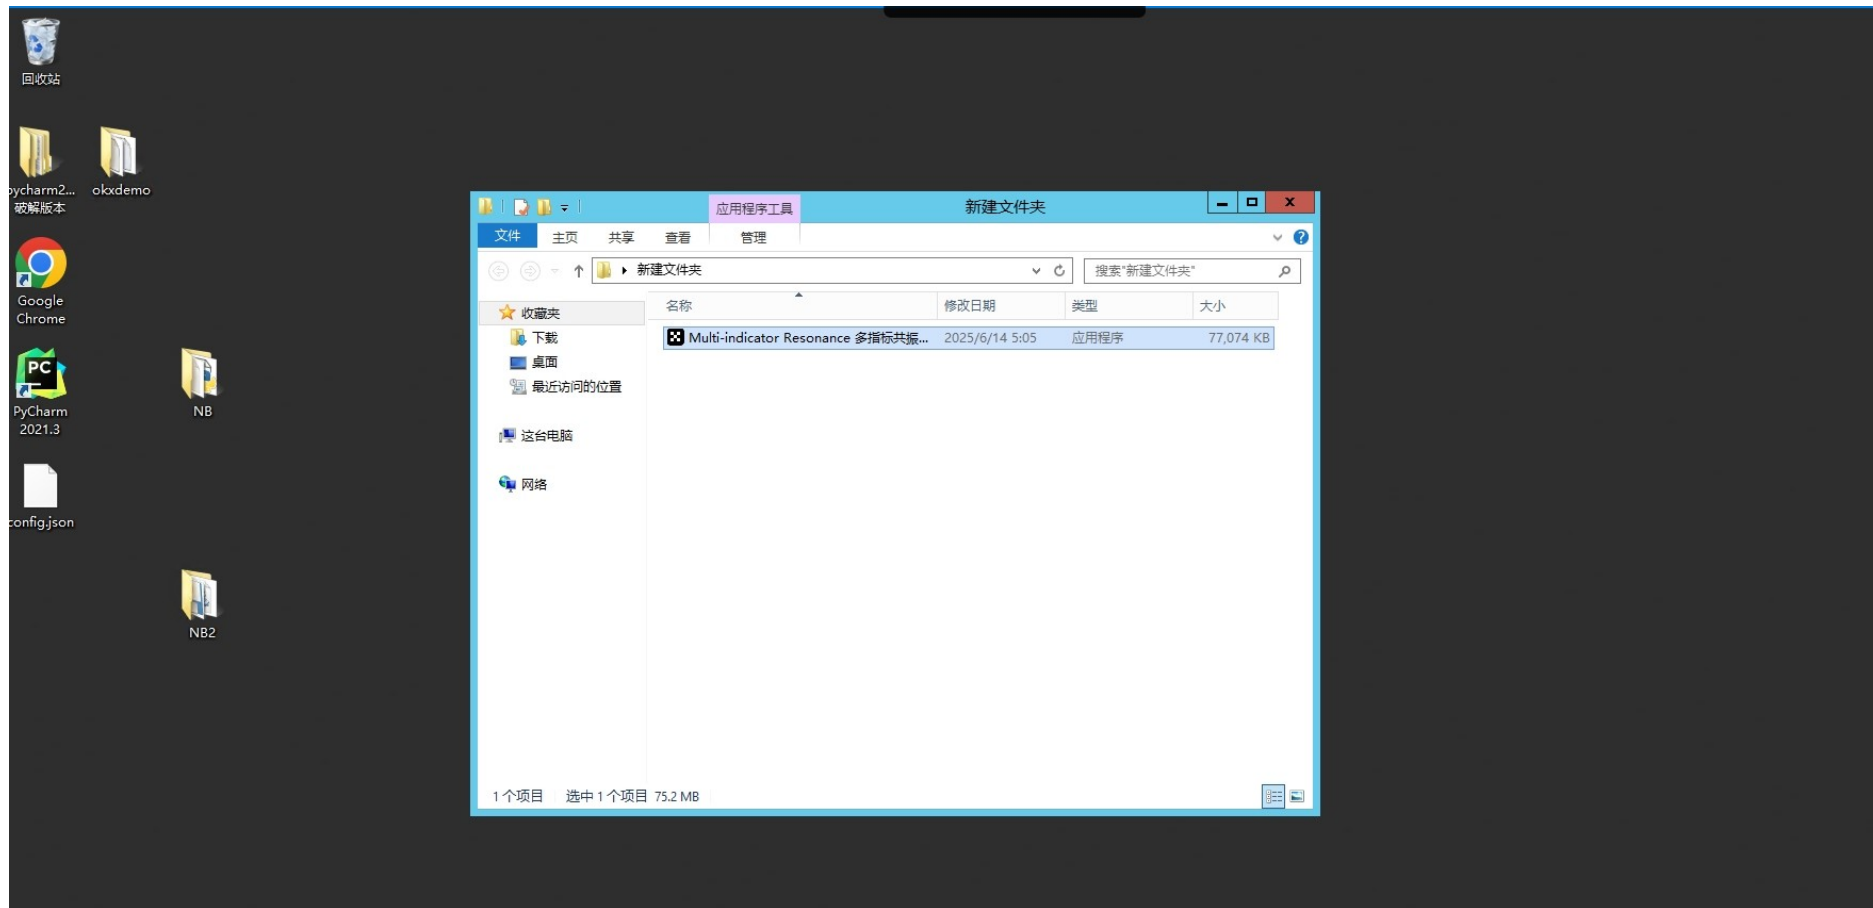 回收站
ycharm2...
破解版本
okxdemo
Google
Chrome
PC
PyCharm
2021.3
NB
config.json
NB2
应用程序工具
新建文件夹
文件
主页
共享
查看
管理
新建文件夹
搜索"新建文件夹"
名称
修改日期
类型
大小
收藏夹
下载
桌面
最近访问的位置
这台电脑
网络
Multi-indicator Resonance 多指标共振...
2025/6/14 5:05
应用程序
77,074 KB
1 个项目
选中 1 个项目 75.2 MB